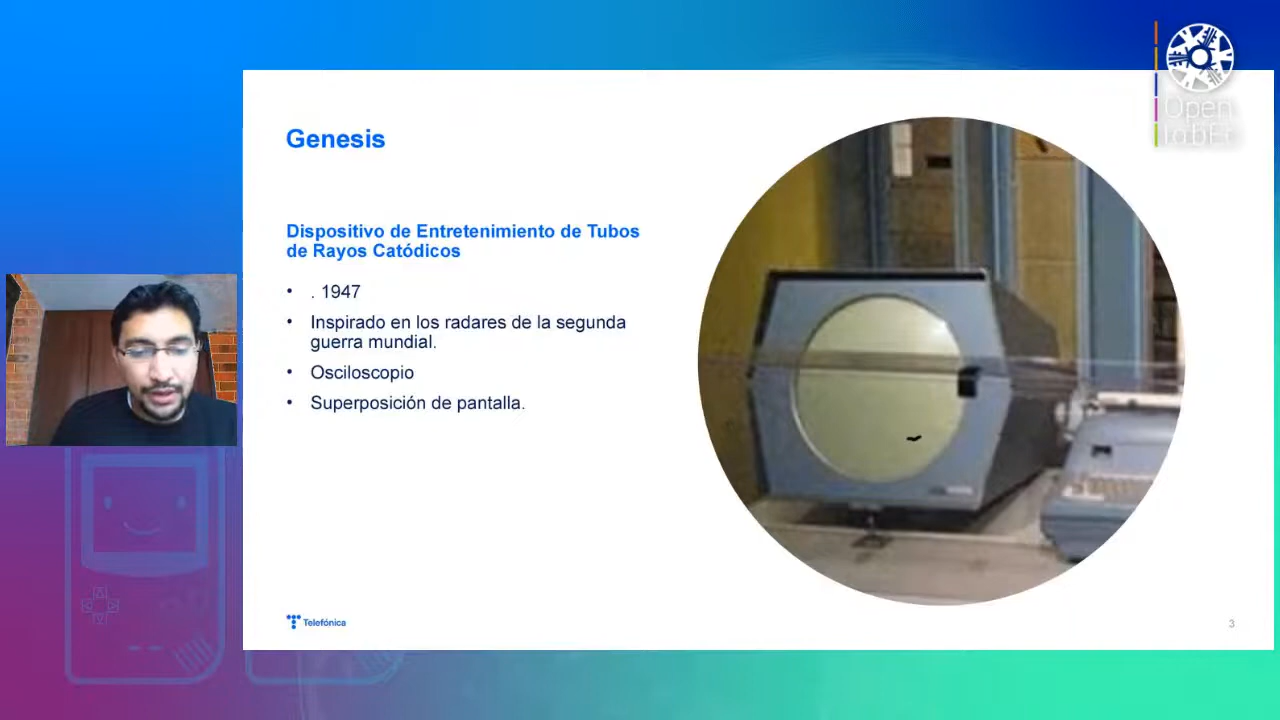 Genesis
Dispositivo de Entretenimiento de Tubos
de Rayos Catódicos
• . 1947
• Inspirado en los radares de la segunda
guerra mundial.
• Osciloscopio
• Superposición de pantalla.
Telefónica
3
Open
LabEc